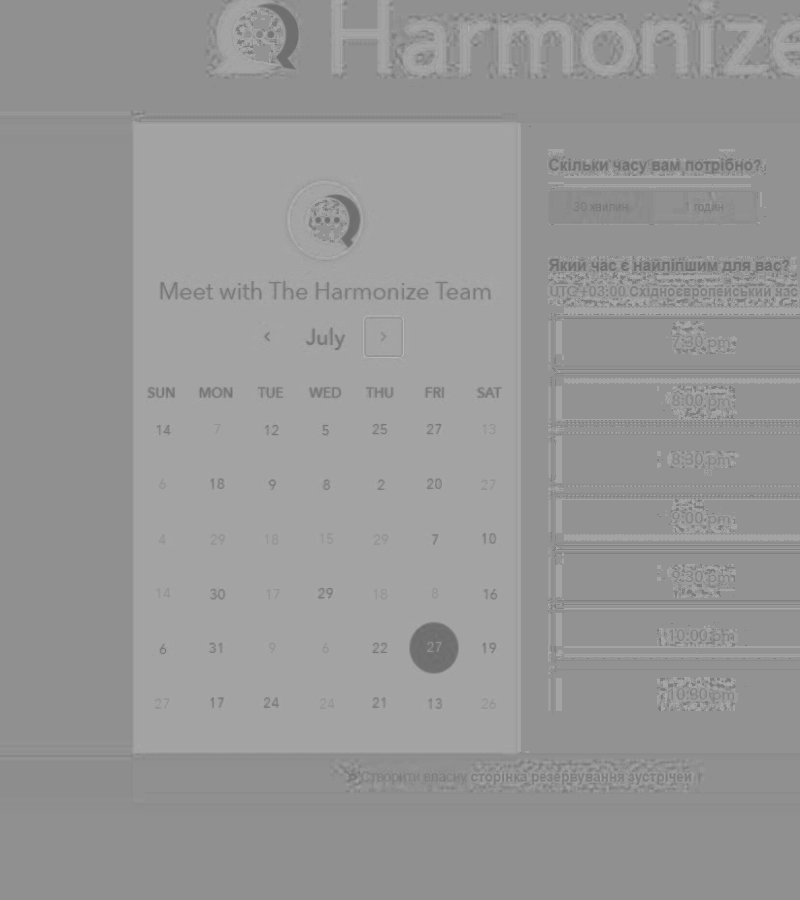 Harmonize
Meet with The Harmonize Team
‹ July ›
SUN MON TUE WED THU FRI SAT
14 7 12 5 25 27 13
6 18 9 8 2 20 27
4 29 18 15 29 7 10
14 30 17 29 18 8 16
6 31 9 6 22 27 19
27 17 24 24 21 13 26
Скільки часу вам потрібно?
30 хвилин 1 годин
Який час є найліпшим для вас?
UTC +03:00 Східноєвропейський час
7:30 pm
8:00 pm
8:30 pm
9:00 pm
9:30 pm
10:00 pm
10:30 pm
Створити власну сторінка резервування зустрічей